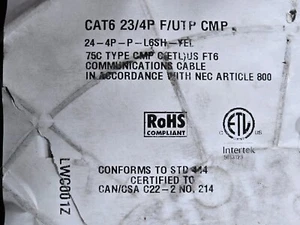 CAT6 23/4P F/UTP CMP
24-4P-P-L6SH-YEL
75C TYPE CMP C(ETL)US FT6
COMMUNICATIONS CABLE
IN ACCORDANCE WITH NEC ARTICLE 800
RoHS
COMPLIANT
ETL
Intertek
CONFORMS TO STD 444
CERTIFIED TO
CAN/CSA C22-2 NO. 214